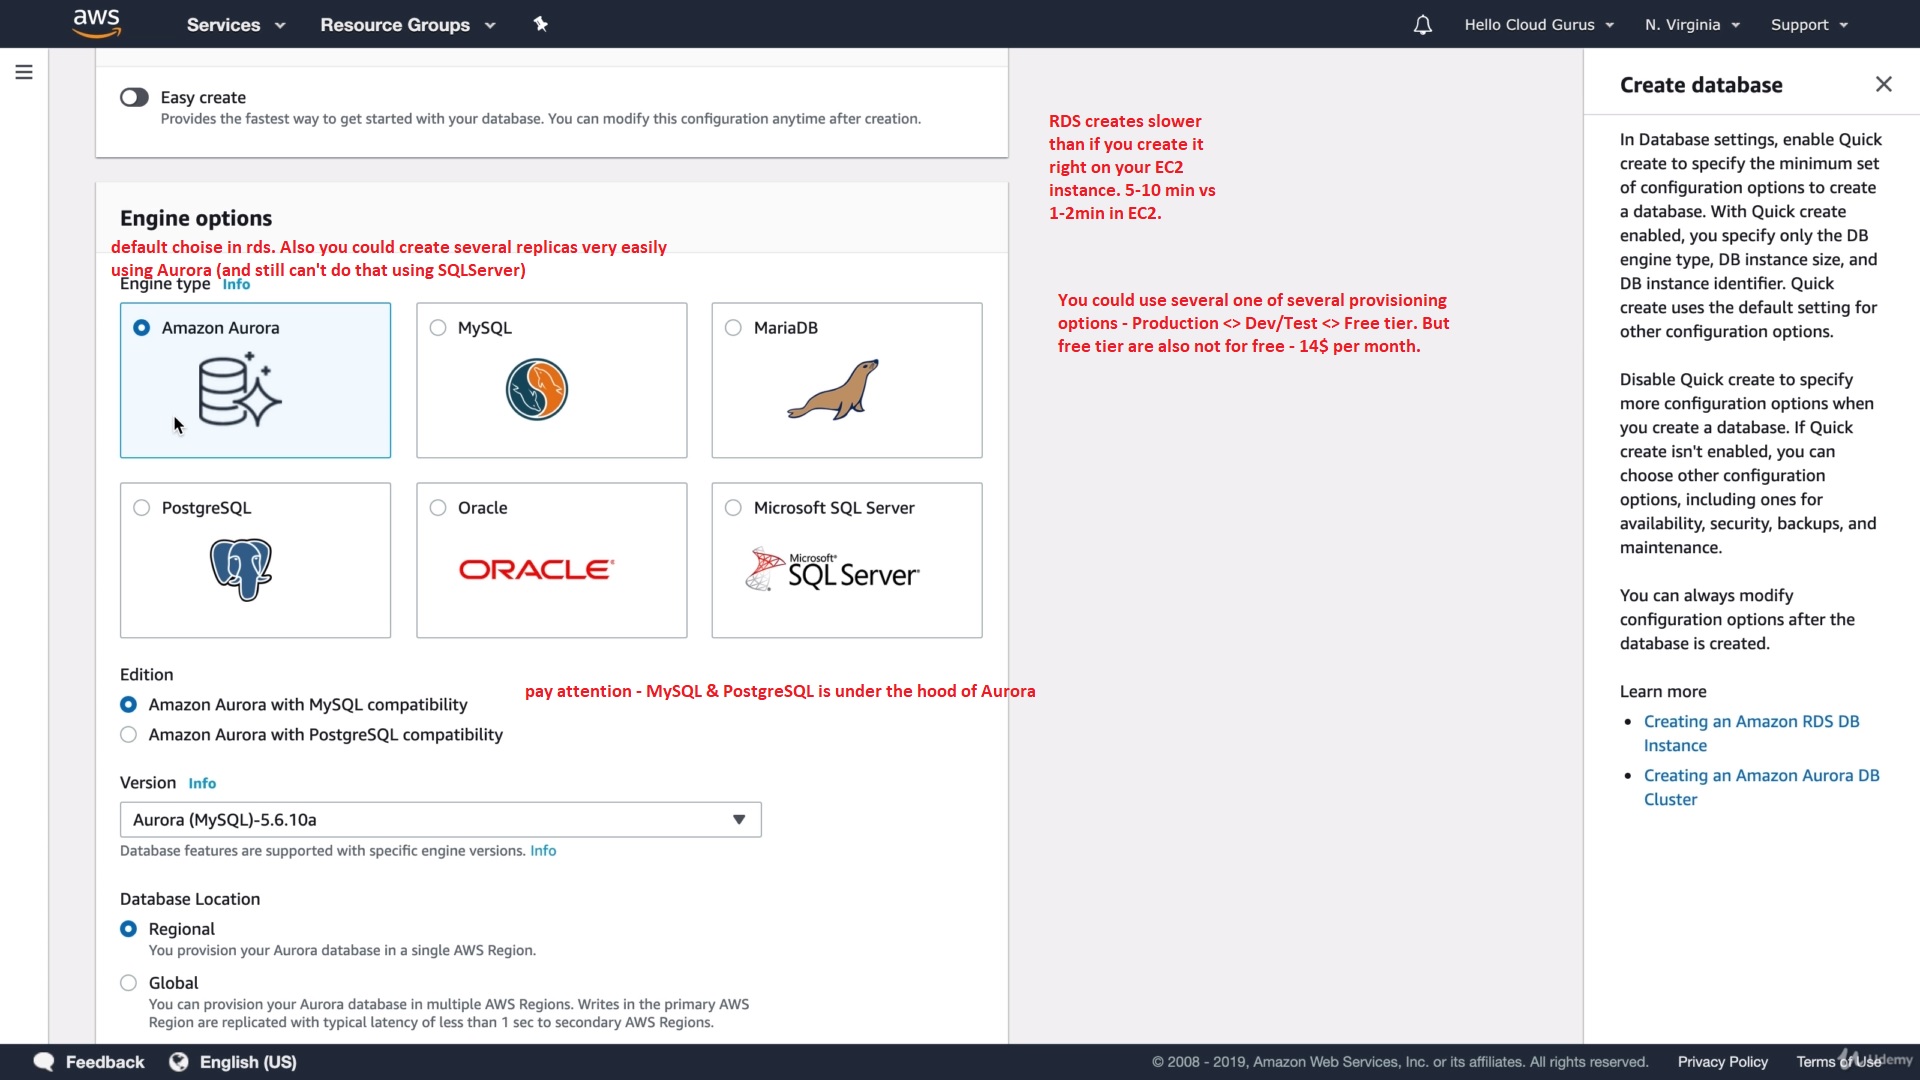 aws
Services
Resource Groups
Hello Cloud Gurus
N. Virginia
Support
Easy create
Provides the fastest way to get started with your database. You can modify this configuration anytime after creation.
RDS creates slower
than if you create it
right on your EC2
instance. 5-10 min vs
1-2min in EC2.
Engine options
default choise in rds. Also you could create several replicas very easily
using Aurora (and still can't do that using SQLServer)
Engine type Info
Amazon Aurora
MySQL
MariaDB
You could use several one of several provisioning
options - Production <> Dev/Test <> Free tier. But
free tier are also not for free - 14$ per month.
PostgreSQL
Oracle
ORACLE
Microsoft SQL Server
Microsoft
SQL Server
Edition
Amazon Aurora with MySQL compatibility
pay attention - MySQL & PostgreSQL is under the hood of Aurora
Amazon Aurora with PostgreSQL compatibility
Version Info
Aurora (MySQL)-5.6.10a
Database features are supported with specific engine versions. Info
Database Location
Regional
You provision your Aurora database in a single AWS Region.
Global
You can provision your Aurora database in multiple AWS Regions. Writes in the primary AWS
Region are replicated with typical latency of less than 1 sec to secondary AWS Regions.
Create database
In Database settings, enable Quick
create to specify the minimum set
of configuration options to create
a database. With Quick create
enabled, you specify only the DB
engine type, DB instance size, and
DB instance identifier. Quick
create uses the default setting for
other configuration options.
Disable Quick create to specify
more configuration options when
you create a database. If Quick
create isn't enabled, you can
choose other configuration
options, including ones for
availability, security, backups, and
maintenance.
You can always modify
configuration options after the
database is created.
Learn more
Creating an Amazon RDS DB
Instance
Creating an Amazon Aurora DB
Cluster
Feedback
English (US)
© 2008 - 2019, Amazon Web Services, Inc. or its affiliates. All rights reserved.
Privacy Policy
Terms of Use
Udemy